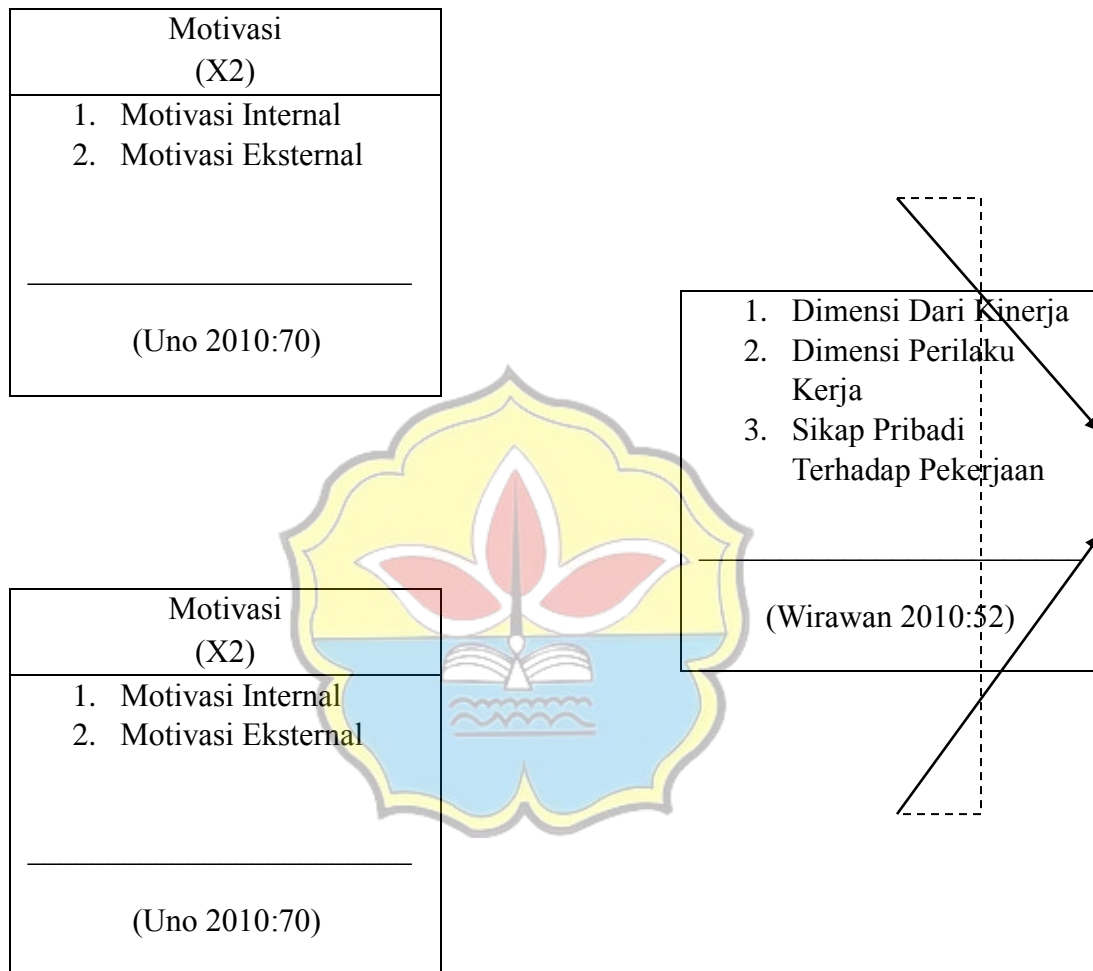 Motivasi
(X2)
1. Motivasi Internal
2. Motivasi Eksternal
(Uno 2010:70)
1. Dimensi Dari Kinerja
2. Dimensi Perilaku
Kerja
3. Sikap Pribadi
Terhadap Pekerjaan
(Wirawan 2010:52)
Motivasi
(X2)
1. Motivasi Internal
2. Motivasi Eksternal
(Uno 2010:70)